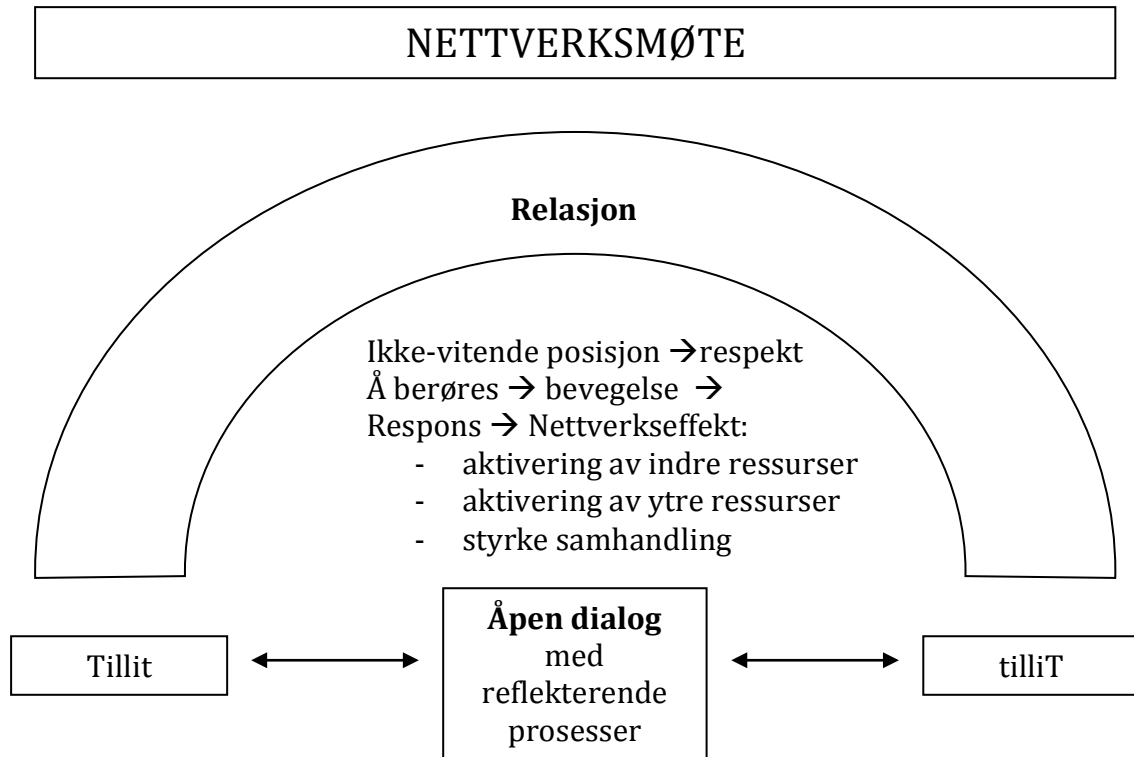 NETTVERKSMØTE
Relasjon
Ikke-vitende posisjon →respekt
Å berøres → bevegelse →
Respons → Nettverkseffekt:
- aktivering av indre ressurser
- aktivering av ytre ressurser
- styrke samhandling
Tillit
Åpen dialog
med
reflekterende
prosesser
tilliT